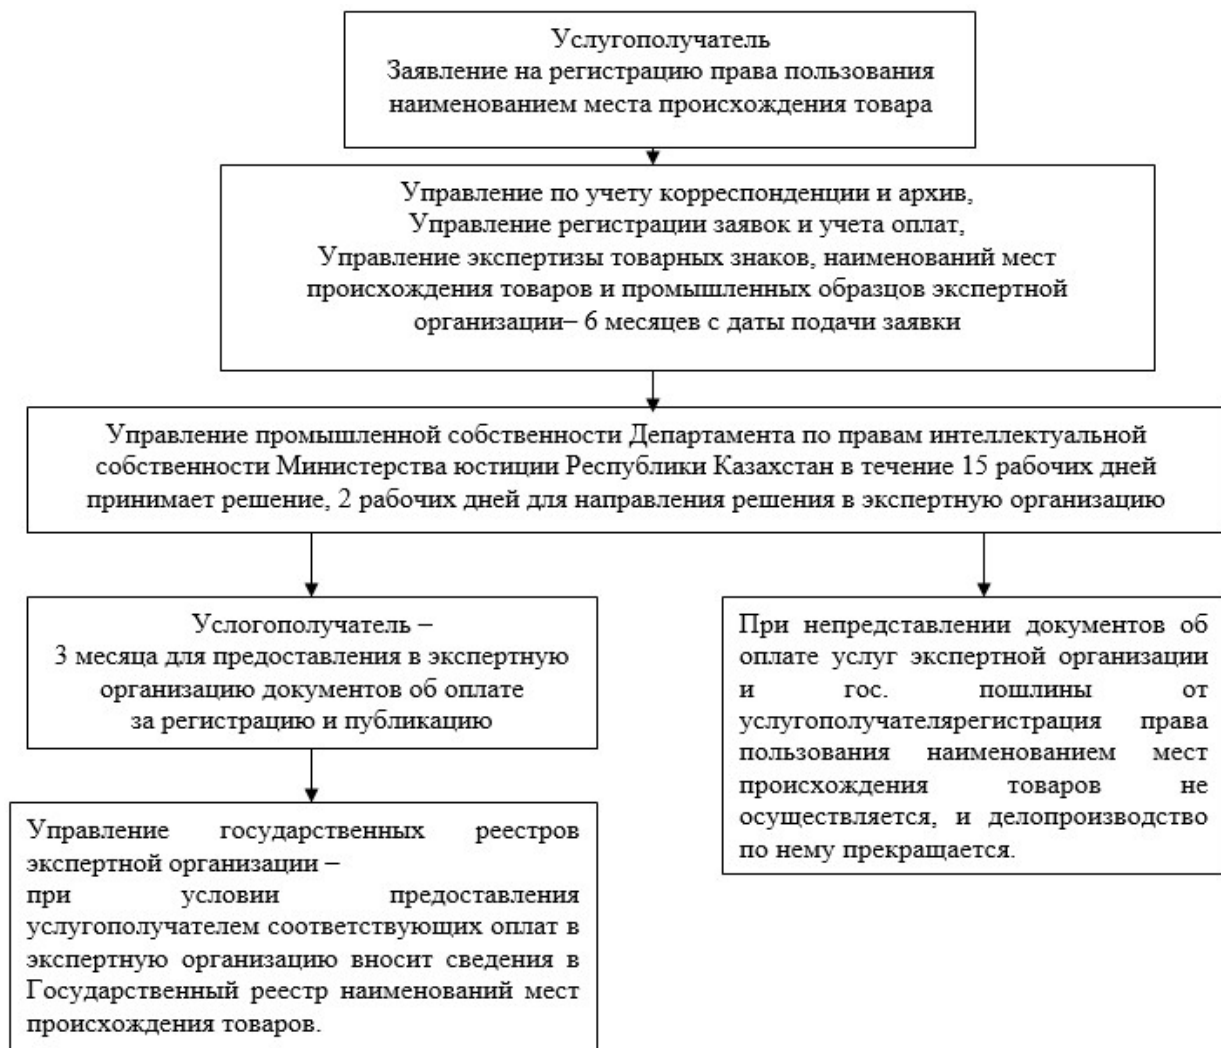 Услугополучатель
Заявление на регистрацию права пользования
наименованием места происхождения товара
Управление по учету корреспонденции и архив,
Управление регистрации заявок и учета оплат,
Управление экспертизы товарных знаков, наименований мест
происхождения товаров и промышленных образцов экспертной
организации– 6 месяцев с даты подачи заявки
Управление промышленной собственности Департамента по правам интеллектуальной
собственности Министерства юстиции Республики Казахстан в течение 15 рабочих дней
принимает решение, 2 рабочих дней для направления решения в экспертную организацию
Услогополучатель –
3 месяца для предоставления в экспертную
организацию документов об оплате
за регистрацию и публикацию
При непредставлении документов об
оплате услуг экспертной организации
и гос. пошлины от
услугополучателярегистрация права
пользования наименованием мест
происхождения товаров не
осуществляется, и делопроизводство
по нему прекращается.
Управление государственных реестров
экспертной организации –
при условии предоставления
услугополучателем соответствующих оплат в
экспертную организацию вносит сведения в
Государственный реестр наименований мест
происхождения товаров.